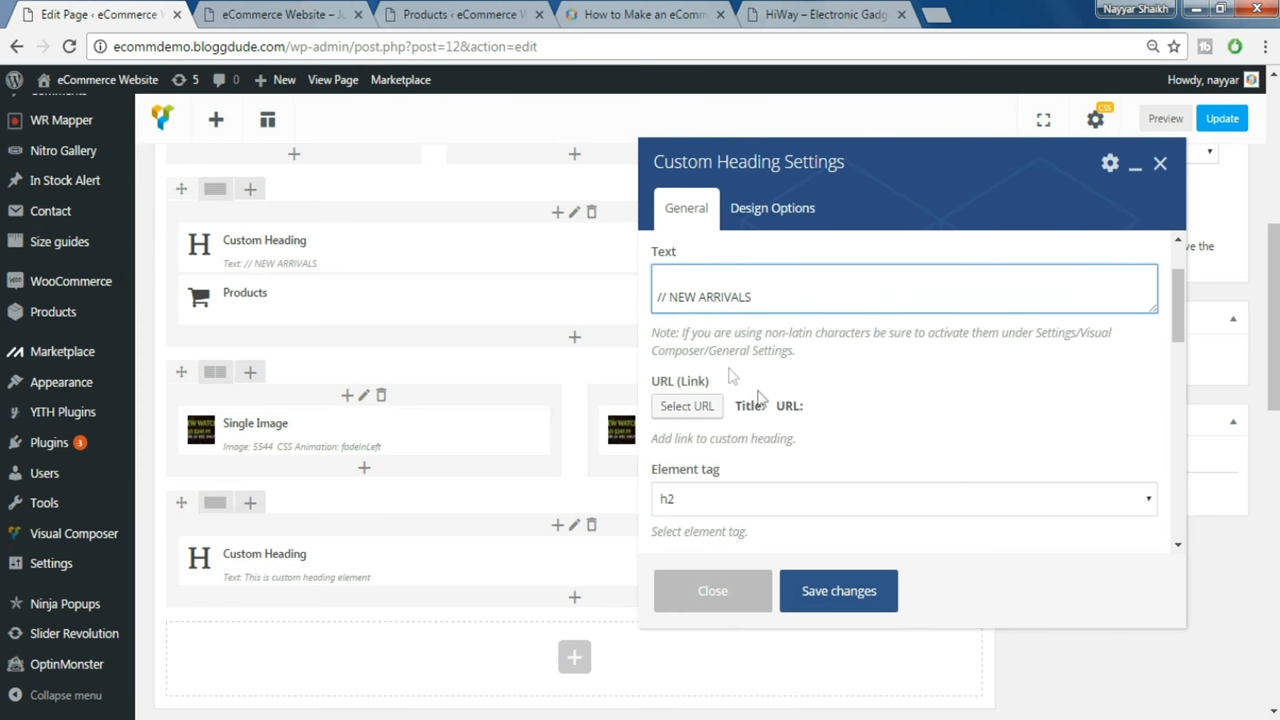 Edit Page ‹ eCommerce W
eCommerce Website – Ju
Products ‹ eCommerce W
How to Make an eComm
HiWay – Electronic Gadg
Nayyar Shaikh
ecommdemo.bloggdude.com/wp-admin/post.php?post=12&action=edit
eCommerce Website
5
0
New
View Page
Marketplace
Howdy, nayyar
WR Mapper
Nitro Gallery
In Stock Alert
Contact
Size guides
WooCommerce
Products
Marketplace
Appearance
YITH Plugins
Plugins 3
Users
Tools
Visual Composer
Settings
Ninja Popups
Slider Revolution
OptinMonster
Collapse menu
CSS
Preview
Update
Custom Heading
Text: // NEW ARRIVALS
Products
Single Image
Image: 5544 CSS Animation: fadeInLeft
Custom Heading
Text: This is custom heading element
Custom Heading Settings
General
Design Options
Text
// NEW ARRIVALS
Note: If you are using non-latin characters be sure to activate them under Settings/Visual
Composer/General Settings.
URL (Link)
Select URL
Title: URL:
Add link to custom heading.
Element tag
h2
Select element tag.
Close
Save changes
ve the